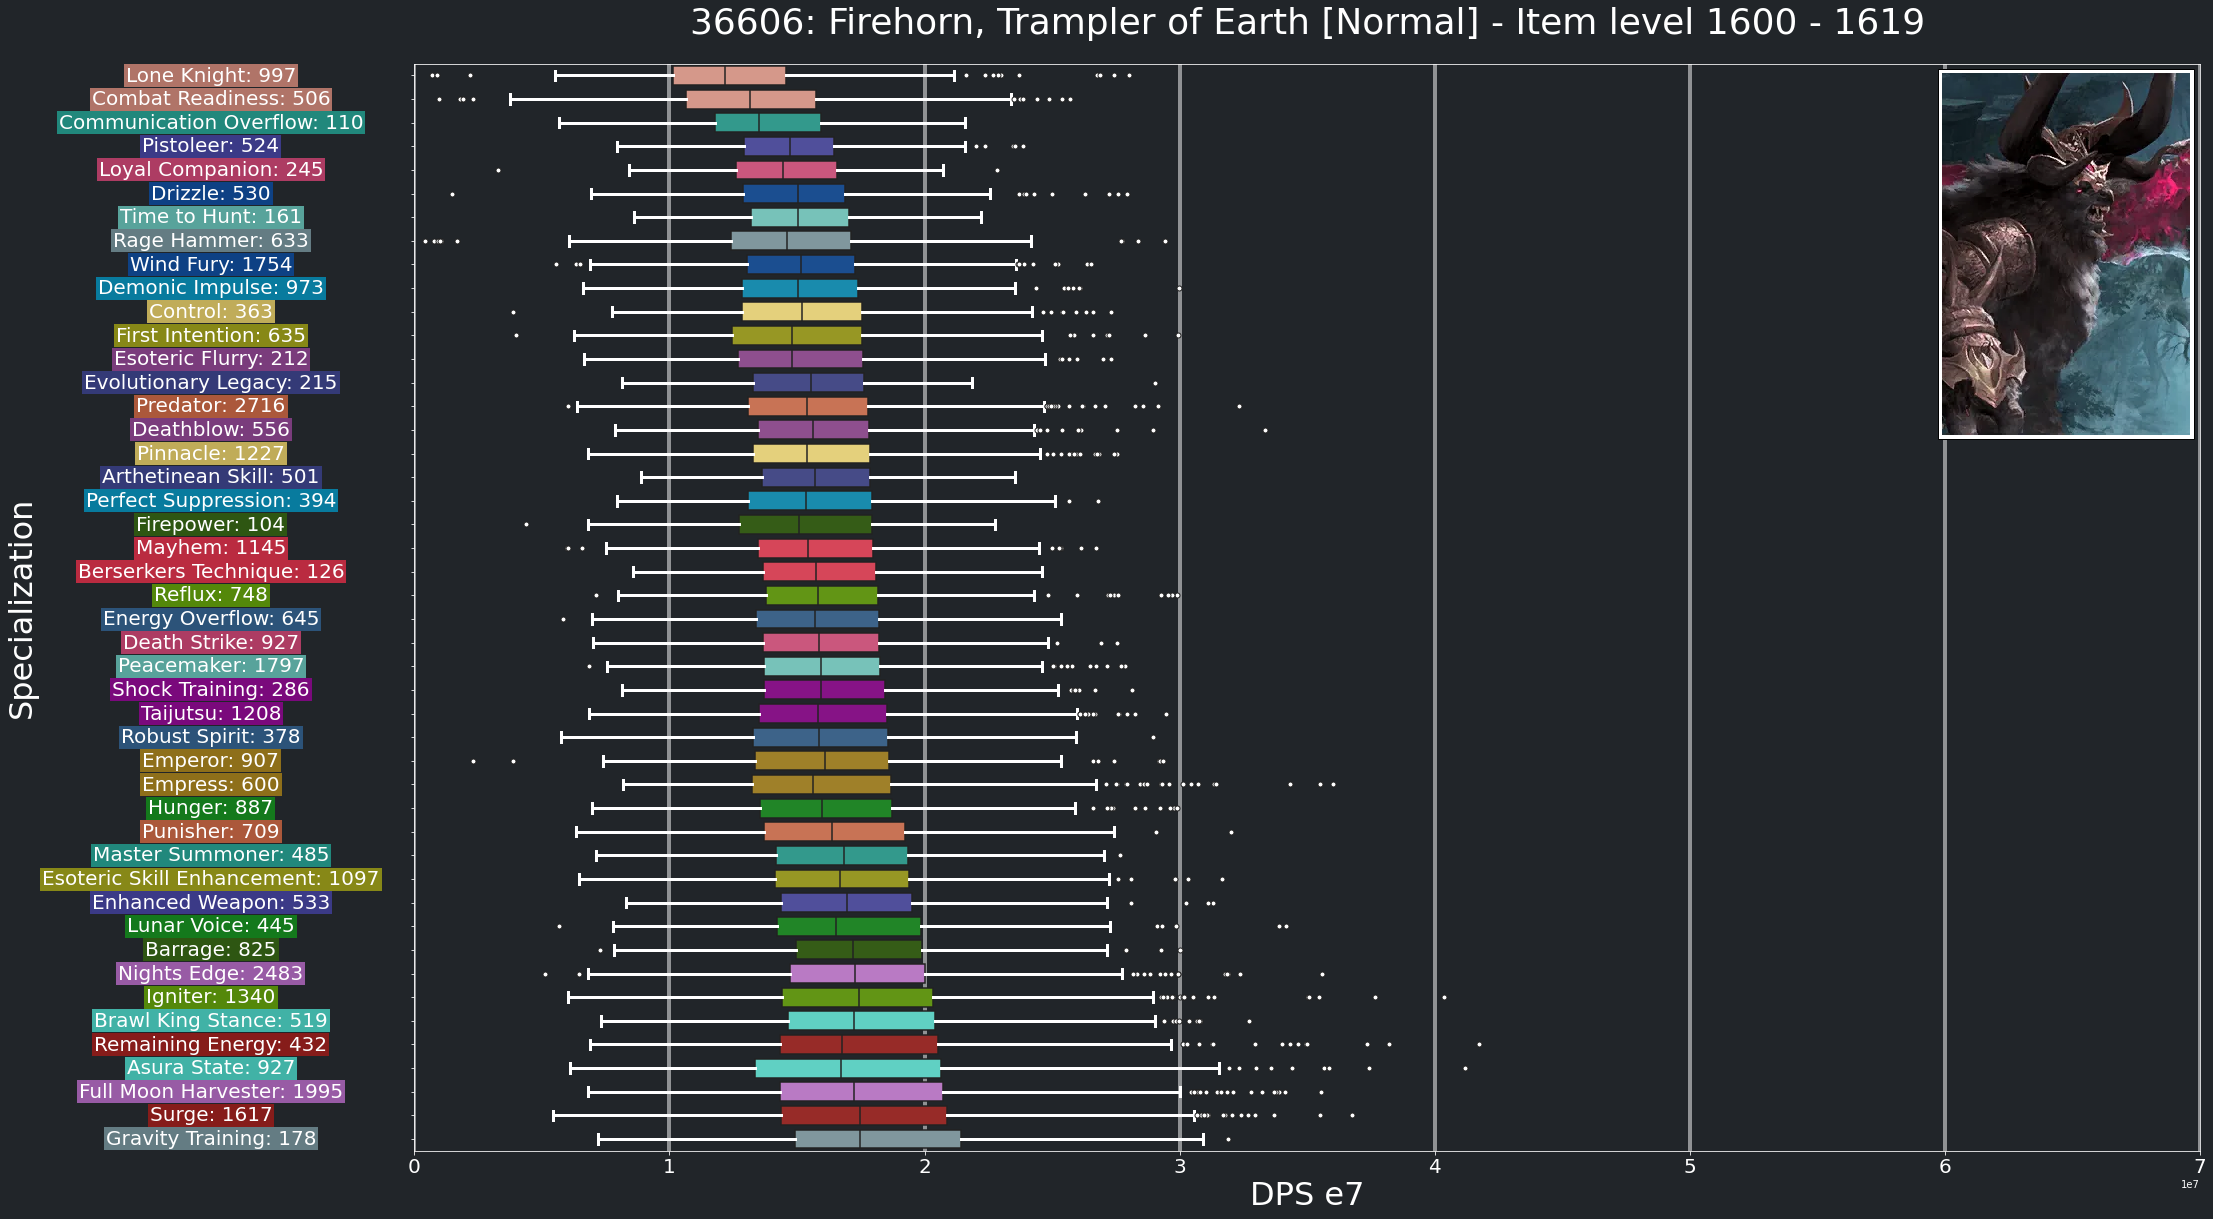 36606: Firehorn, Trampler of Earth [Normal] - Item level 1600 - 1619
Specialization
Lone Knight: 997
Combat Readiness: 506
Communication Overflow: 110
Pistoleer: 524
Loyal Companion: 245
Drizzle: 530
Time to Hunt: 161
Rage Hammer: 633
Wind Fury: 1754
Demonic Impulse: 973
Control: 363
First Intention: 635
Esoteric Flurry: 212
Evolutionary Legacy: 215
Predator: 2716
Deathblow: 556
Pinnacle: 1227
Arthetinean Skill: 501
Perfect Suppression: 394
Firepower: 104
Mayhem: 1145
Berserkers Technique: 126
Reflux: 748
Energy Overflow: 645
Death Strike: 927
Peacemaker: 1797
Shock Training: 286
Taijutsu: 1208
Robust Spirit: 378
Emperor: 907
Empress: 600
Hunger: 887
Punisher: 709
Master Summoner: 485
Esoteric Skill Enhancement: 1097
Enhanced Weapon: 533
Lunar Voice: 445
Barrage: 825
Nights Edge: 2483
Igniter: 1340
Brawl King Stance: 519
Remaining Energy: 432
Asura State: 927
Full Moon Harvester: 1995
Surge: 1617
Gravity Training: 178
0 1 2 3 4 5 6 7
1e7
DPS e7